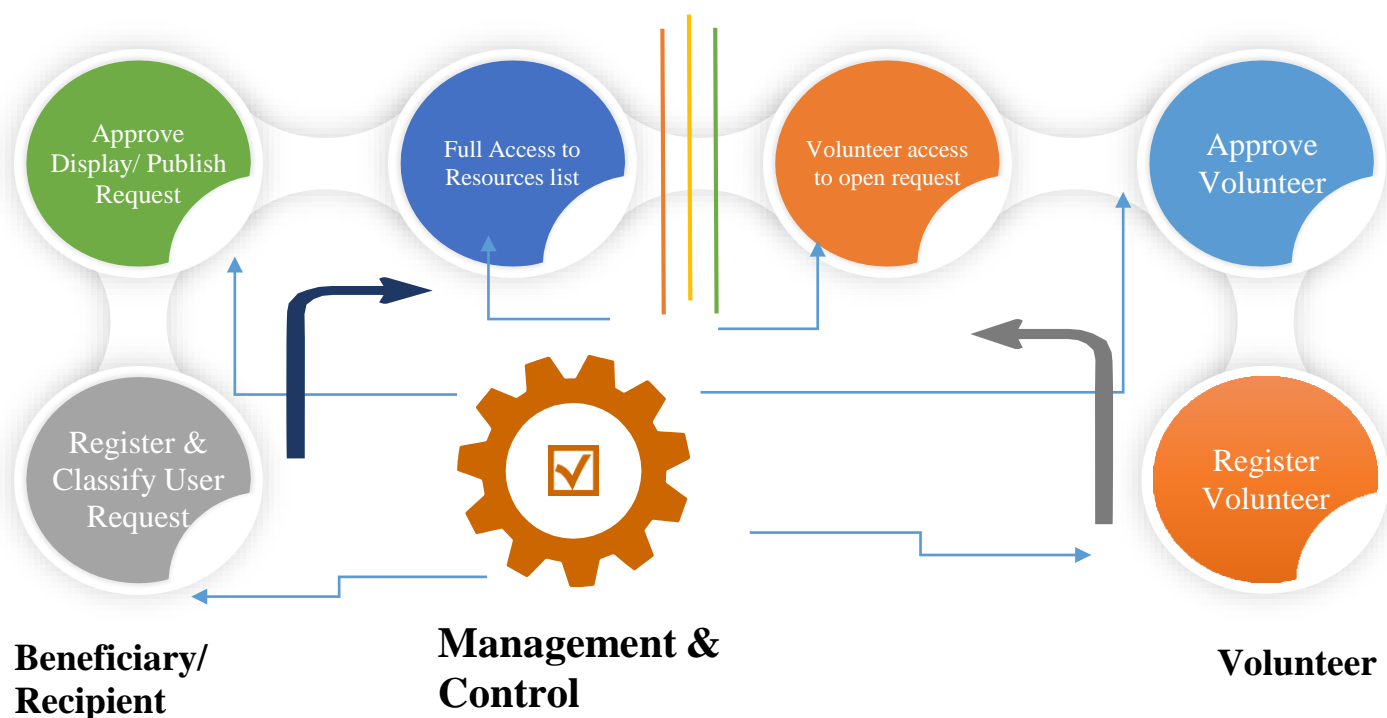 Approve
Display/ Publish
Request
Full Access to
Resources list
Volunteer access
to open request
Approve
Volunteer
Register &
Classify User
Request
Register
Volunteer
Beneficiary/
Recipient
Management &
Control
Volunteer